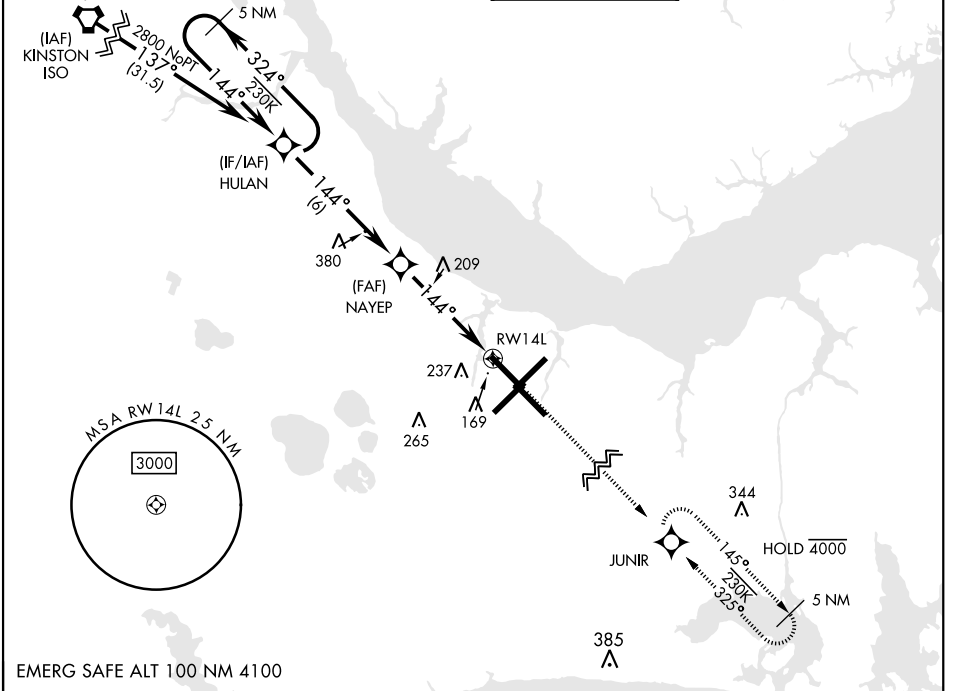 5 NM
(IAF)
KINSTON
ISO
2800 NoPT
137°
(31.5)
324°
144°
230K
(IF/IAF)
HULAN
144°
(6)
380
209
(FAF)
NAYEP
144°
RW14L
237
169
265
MSA RW14L 25 NM
3000
344
HOLD 4000
145°
JUNIR
230K
325°
5 NM
385
EMERG SAFE ALT 100 NM 4100